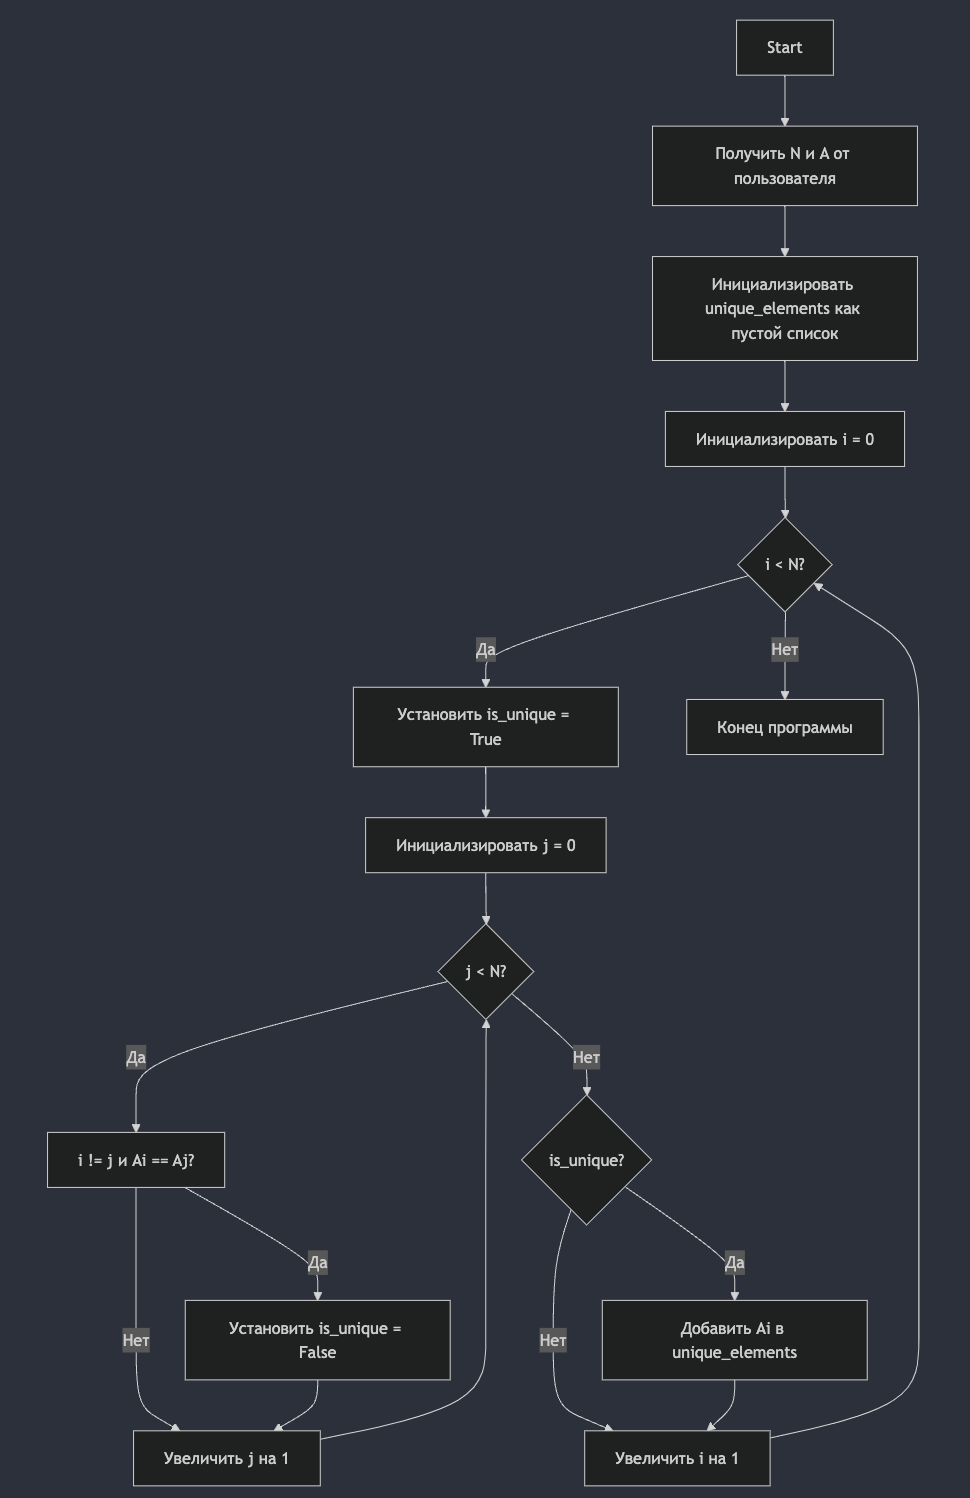 Start
Получить N и A от
пользователя
Инициализировать
unique_elements как
пустой список
Инициализировать i = 0
i < N?
Да
Нет
Установить is_unique =
True
Конец программы
Инициализировать j = 0
j < N?
Да
Нет
i != j и Ai == Aj?
is_unique?
Да
Да
Установить is_unique =
False
Добавить Ai в
unique_elements
Нет
Нет
Увеличить j на 1
Увеличить i на 1